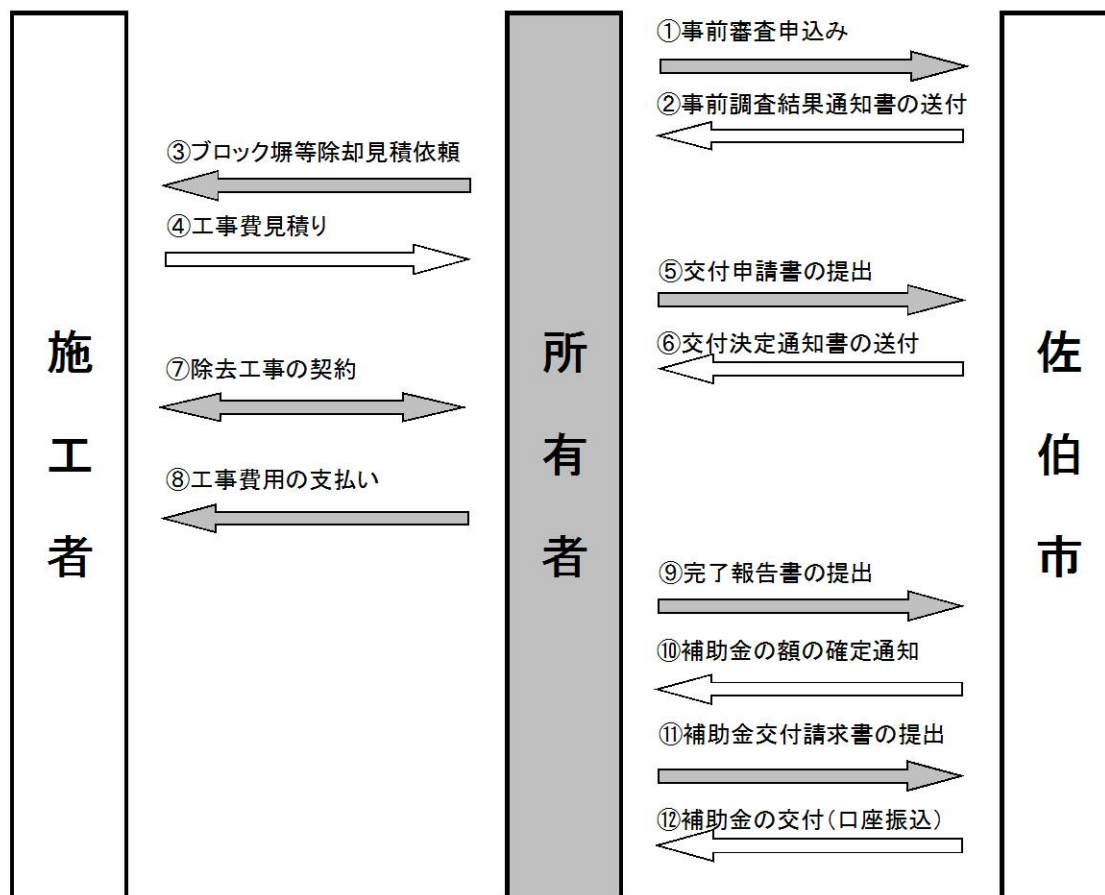 ①事前審査申込み
②事前調査結果通知書の送付
③ブロック塀等除却見積依頼
④工事費見積り
⑤交付申請書の提出
⑥交付決定通知書の送付
⑦除去工事の契約
⑧工事費用の支払い
⑨完了報告書の提出
⑩補助金の額の確定通知
⑪補助金交付請求書の提出
⑫補助金の交付(口座振込)
施工者
所有者
佐伯市